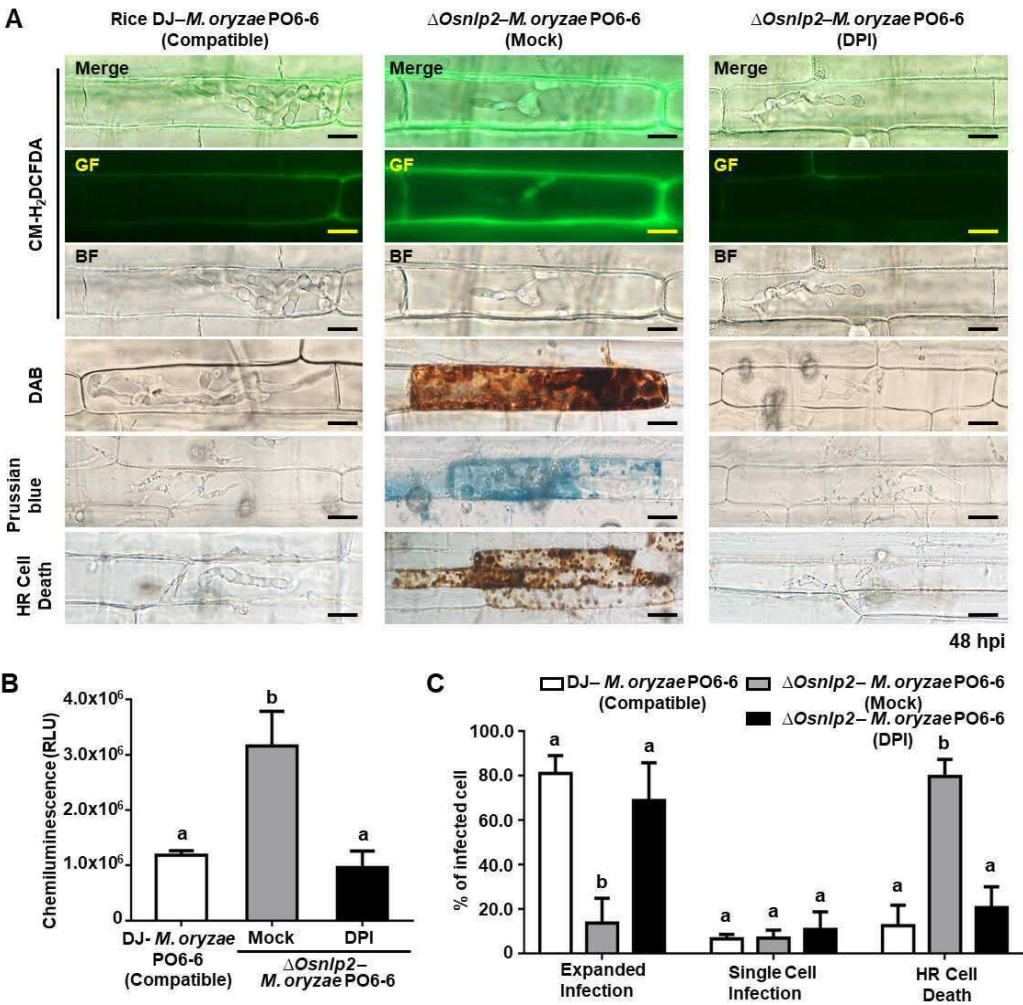 A
Rice DJ–M. oryzae PO6-6
(Compatible)
ΔOsnlp2–M. oryzae PO6-6
(Mock)
ΔOsnlp2–M. oryzae PO6-6
(DPI)
CM-H₂DCFDA
Merge
Merge
Merge
GF
GF
GF
BF
BF
BF
DAB
Prussian
blue
HR Cell
Death
48 hpi
B
Chemiluminescence (RLU)
4.0x10⁶
3.0x10⁶
2.0x10⁶
1.0x10⁶
0
a
b
a
DJ- M. oryzae
PO6-6
(Compatible)
Mock
DPI
ΔOsnlp2–
M. oryzae PO6-6
C
DJ– M. oryzae PO6-6
(Compatible)
ΔOsnlp2– M. oryzae PO6-6
(Mock)
ΔOsnlp2– M. oryzae PO6-6
(DPI)
% of infected cell
100.0
80.0
60.0
40.0
20.0
0
a
b
a
a
a
a
a
b
a
Expanded
Infection
Single Cell
Infection
HR Cell
Death